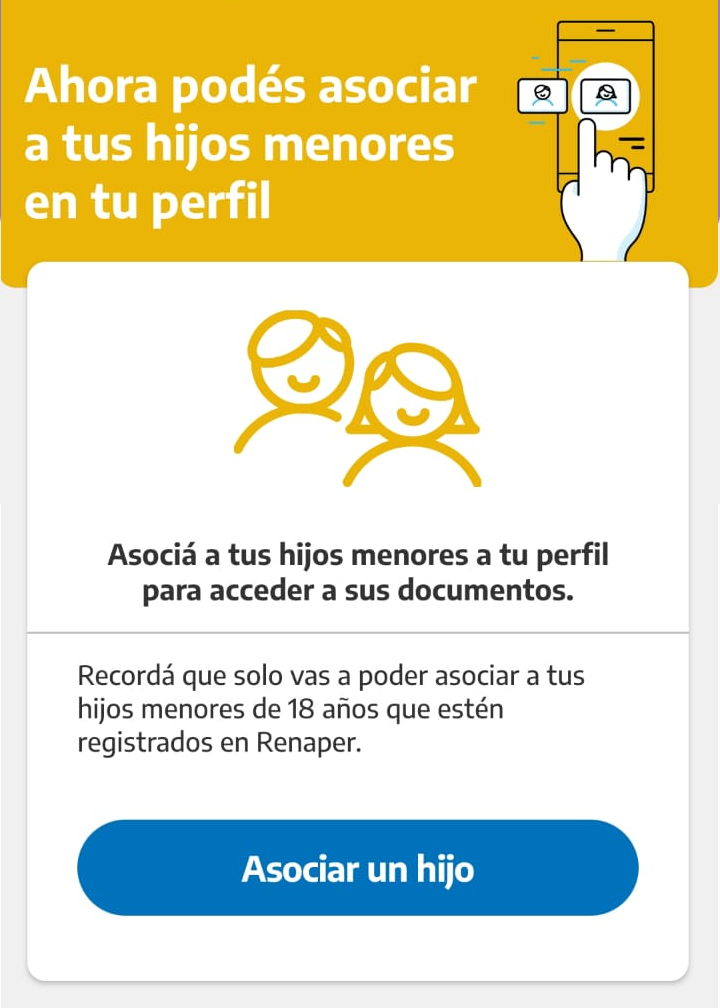 Ahora podés asociar
a tus hijos menores
en tu perfil
Asociá a tus hijos menores a tu perfil
para acceder a sus documentos.
Recordá que solo vas a poder asociar a tus
hijos menores de 18 años que estén
registrados en Renaper.
Asociar un hijo